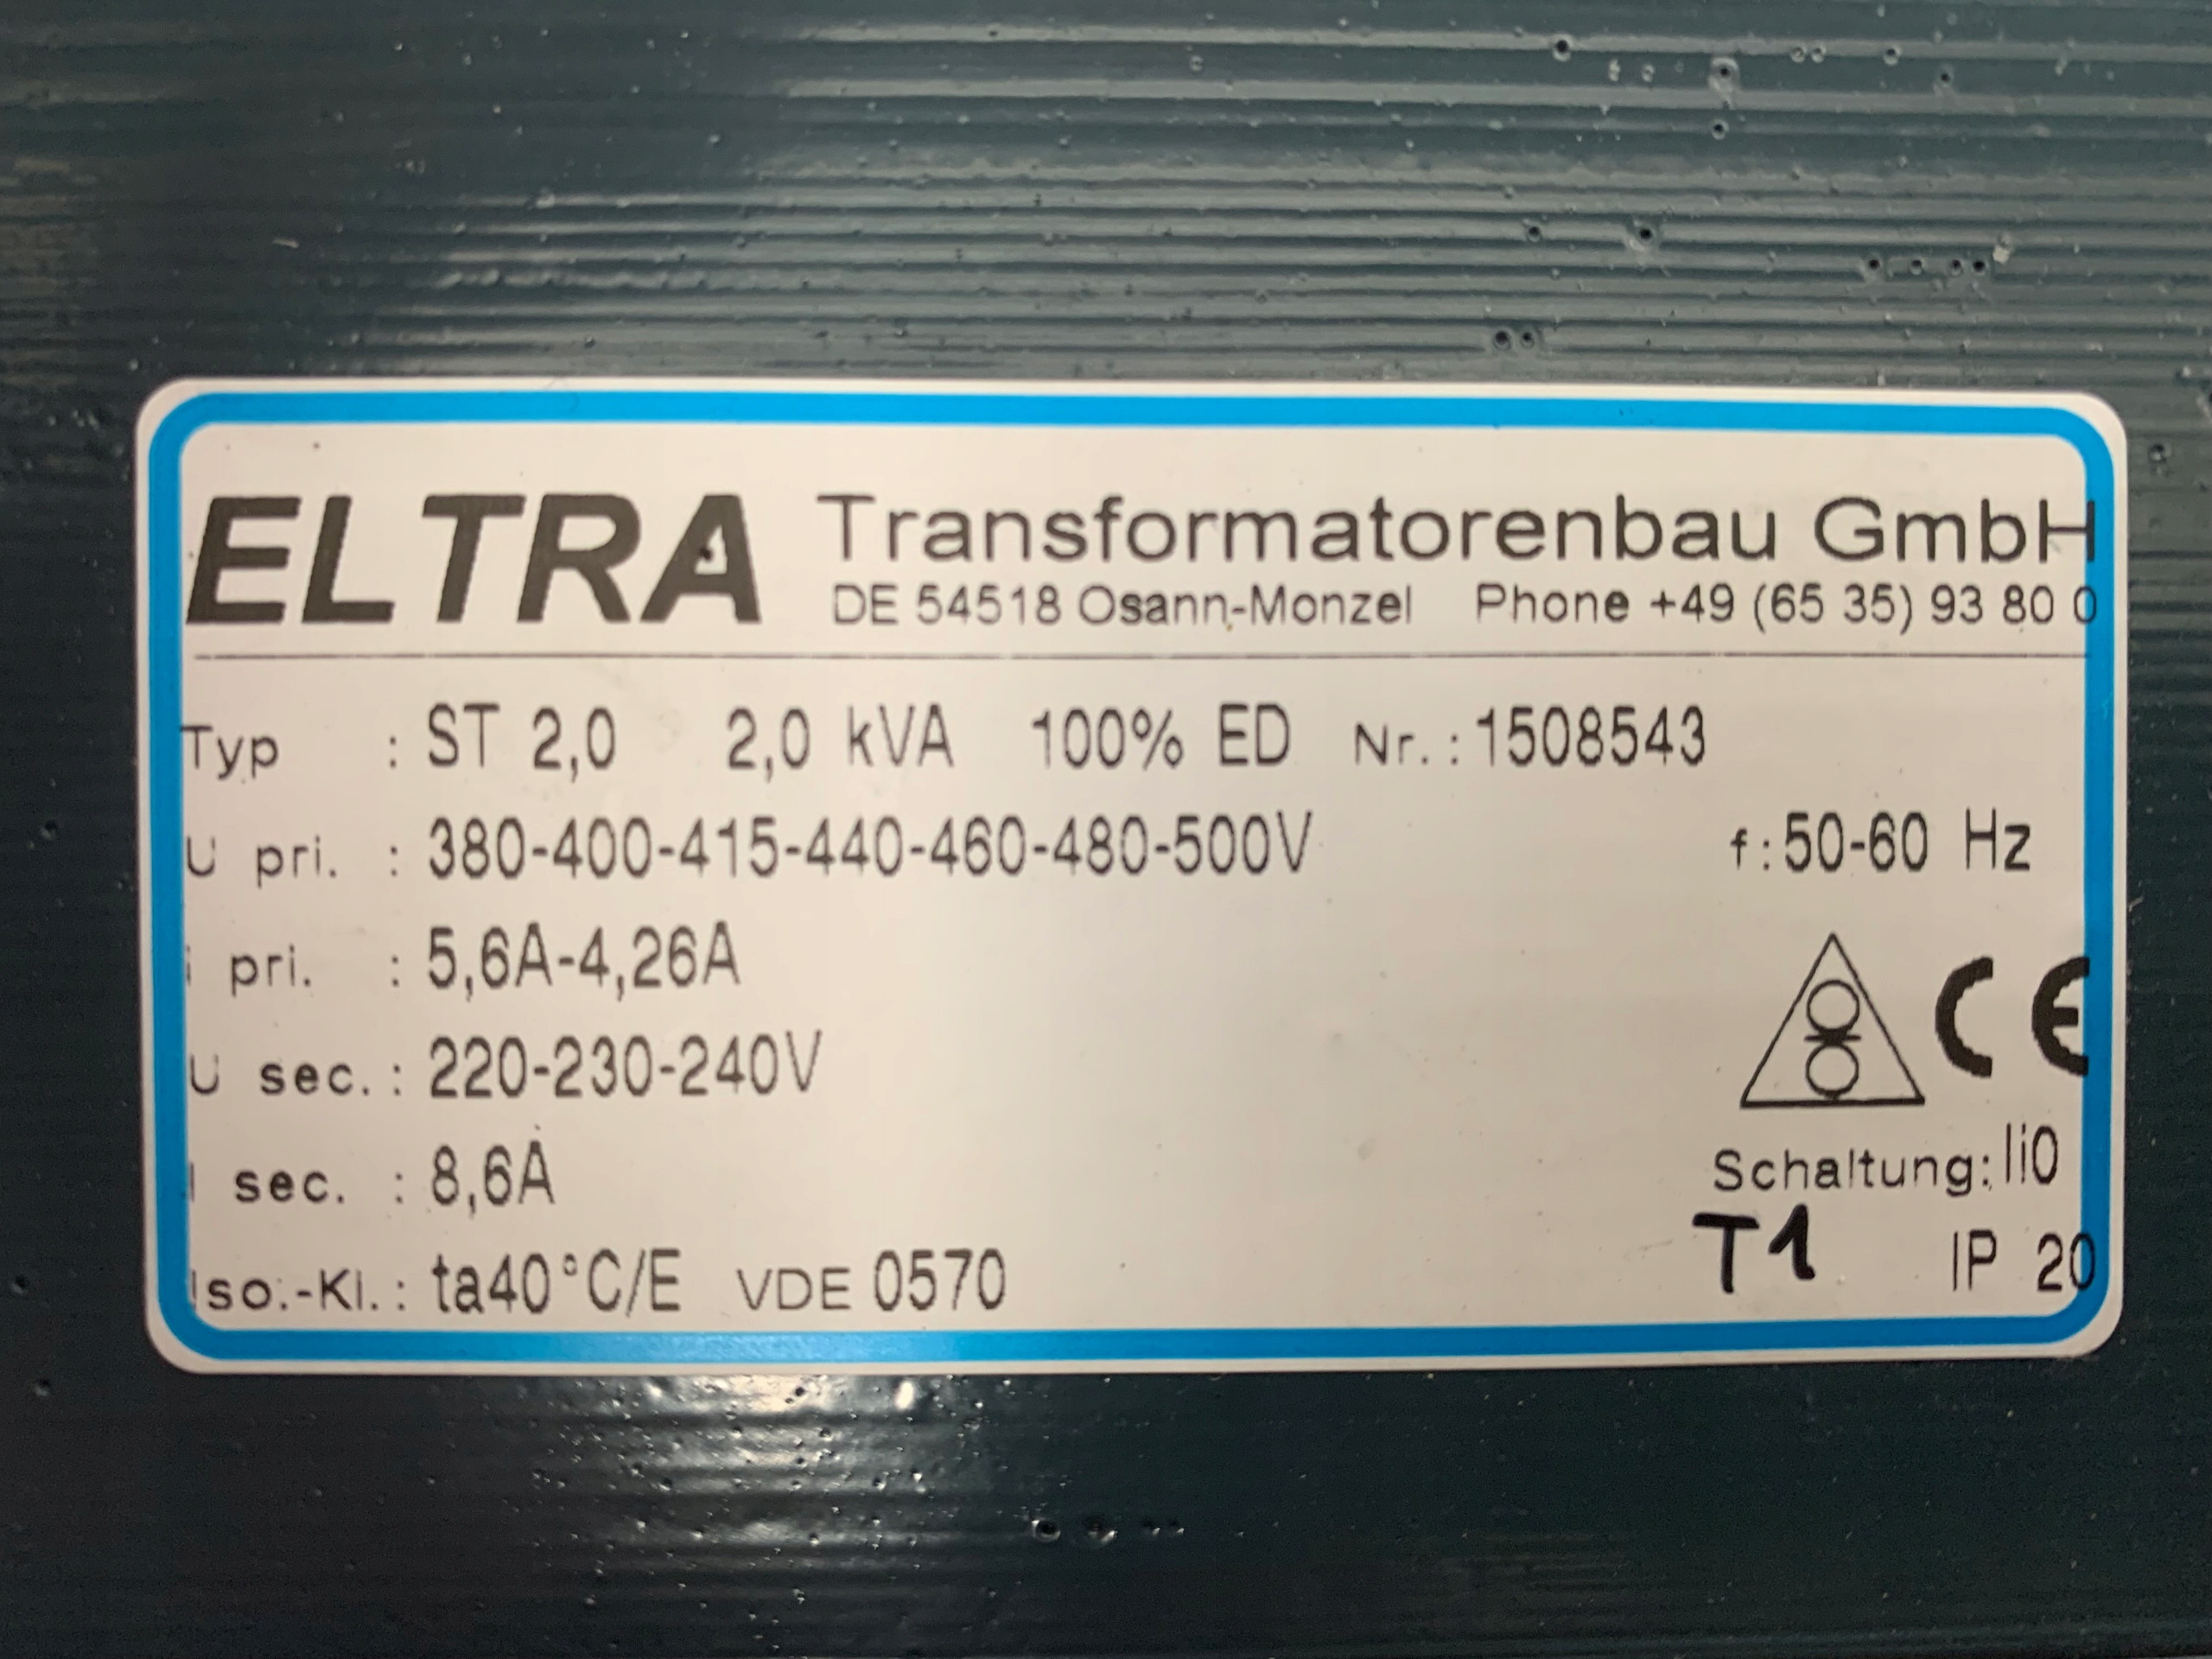 ELTRA Transformatorenbau GmbH
DE 54518 Osann-Monzel Phone +49 (65 35) 93 80 0
Typ : ST 2,0 2,0 kVA 100% ED Nr.: 1508543
U pri. : 380-400-415-440-460-480-500V f: 50-60 Hz
i pri. : 5,6A-4,26A
CE
U sec. : 220-230-240V
I sec. : 8,6A
Schaltung: Ii0
Iso.-Kl. : ta40°C/E VDE 0570
T1 IP 20